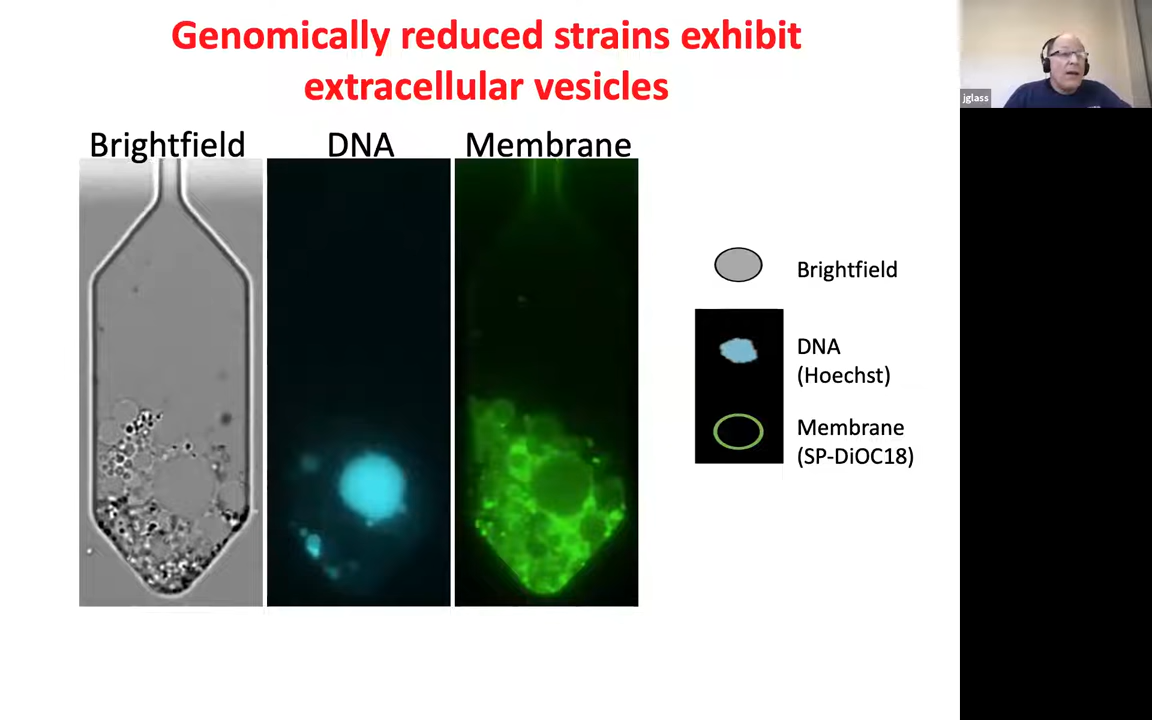 Genomically reduced strains exhibit
extracellular vesicles
Brightfield
DNA
Membrane
Brightfield
DNA
(Hoechst)
Membrane
(SP-DiOC18)
jglass